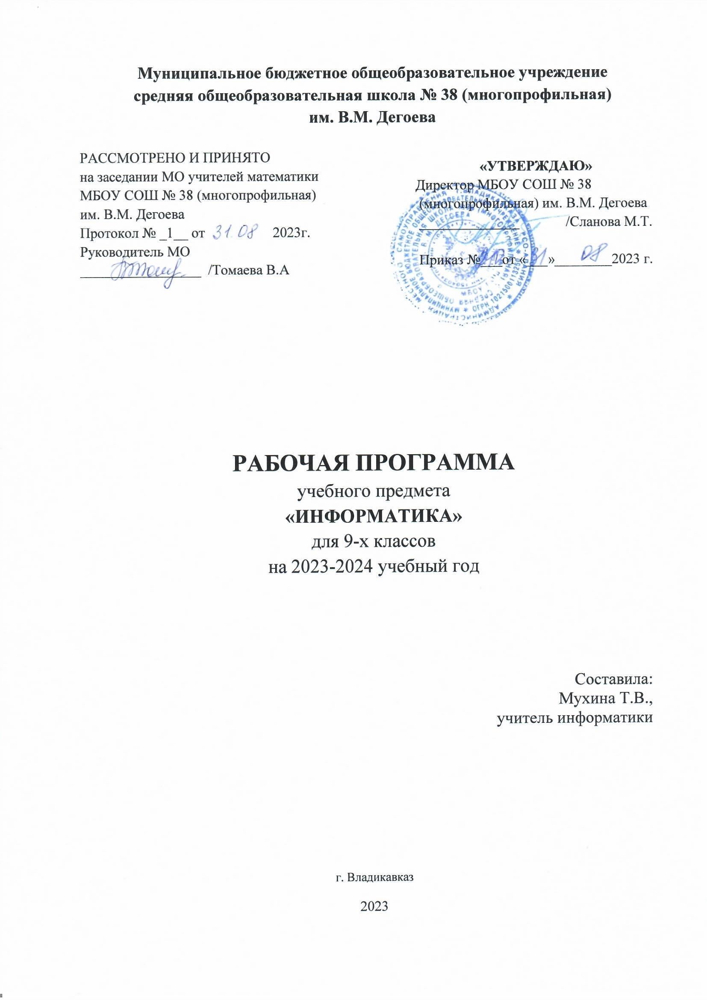 Муниципальное бюджетное общеобразовательное учреждение
средняя общеобразовательная школа № 38 (многопрофильная)
им. В.М. Дегоева
РАССМОТРЕНО И ПРИНЯТО
на заседании МО учителей математики
МБОУ СОШ № 38 (многопрофильная)
им. В.М. Дегоева
Протокол № _1__ от 31.08 2023г.
Руководитель МО
/Томаева В.А
«УТВЕРЖДАЮ»
Директор МБОУ СОШ № 38
(многопрофильная) им. В.М. Дегоева
/Сланова М.Т.
Приказ № от «31» 08 2023 г.
РАБОЧАЯ ПРОГРАММА
учебного предмета
«ИНФОРМАТИКА»
для 9-х классов
на 2023-2024 учебный год
Составила:
Мухина Т.В.,
учитель информатики
г. Владикавказ
2023